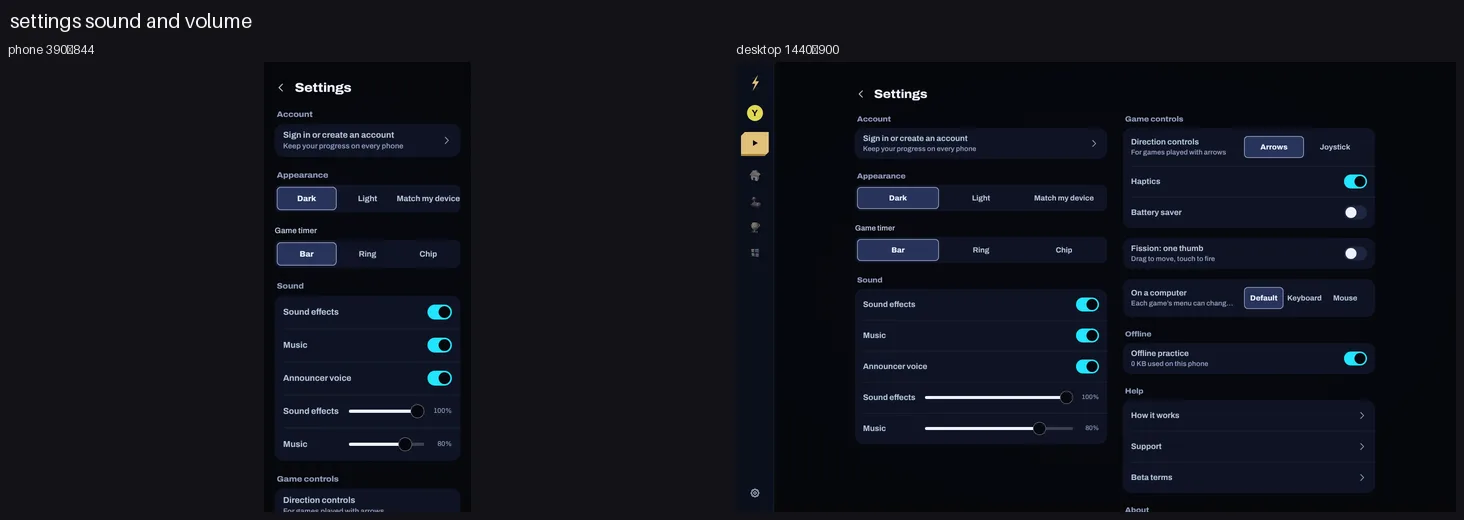 settings sound and volume
phone 390▯844
Settings
Account
Sign in or create an account
Keep your progress on every phone
Appearance
Dark Light Match my device
Game timer
Bar Ring Chip
Sound
Sound effects
Music
Announcer voice
Sound effects 100%
Music 80%
Game controls
Direction controls
For games played with arrows
desktop 1440▯900
Y
Settings
Account
Sign in or create an account
Keep your progress on every phone
Appearance
Dark Light Match my device
Game timer
Bar Ring Chip
Sound
Sound effects
Music
Announcer voice
Sound effects 100%
Music 80%
Game controls
Direction controls
For games played with arrows
Arrows Joystick
Haptics
Battery saver
Fission: one thumb
Drag to move, touch to fire
On a computer
Each game's menu can chang...
Default Keyboard Mouse
Offline
Offline practice
0 KB used on this phone
Help
How it works
Support
Beta terms
About